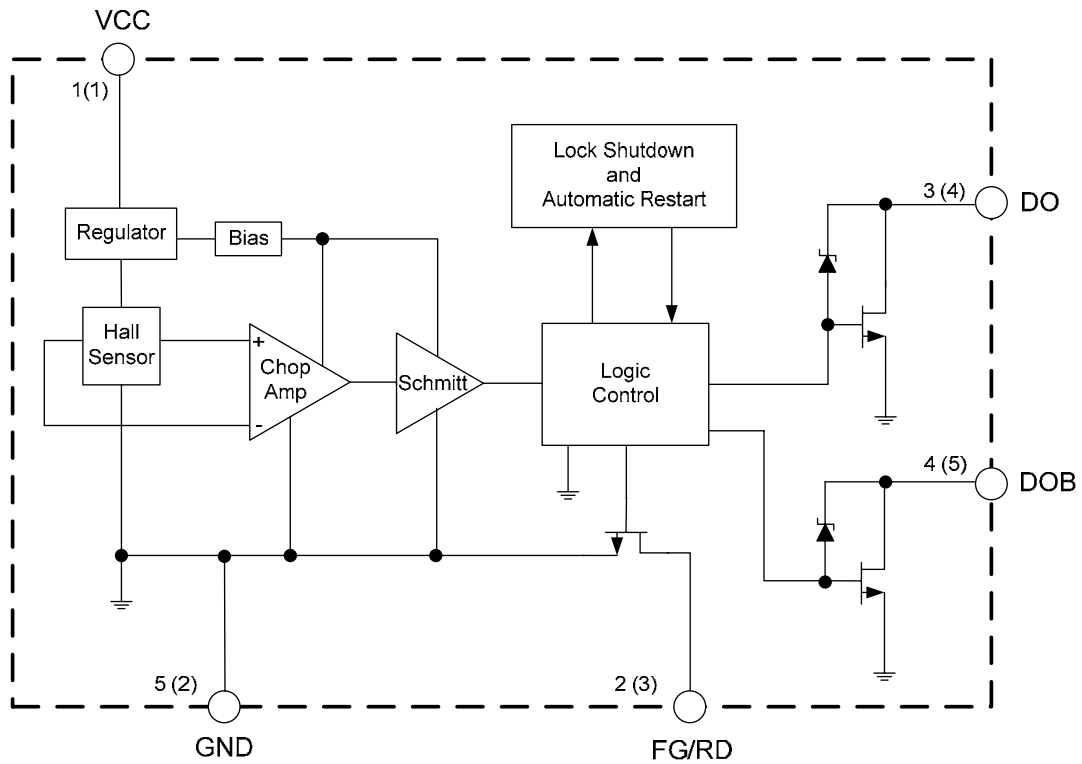 VCC
1(1)
Lock Shutdown
and
Automatic Restart
3 (4)
DO
Regulator
Bias
Hall
Sensor
+
Chop
Amp
-
Schmitt
Logic
Control
4 (5)
DOB
5 (2)
2 (3)
GND
FG/RD